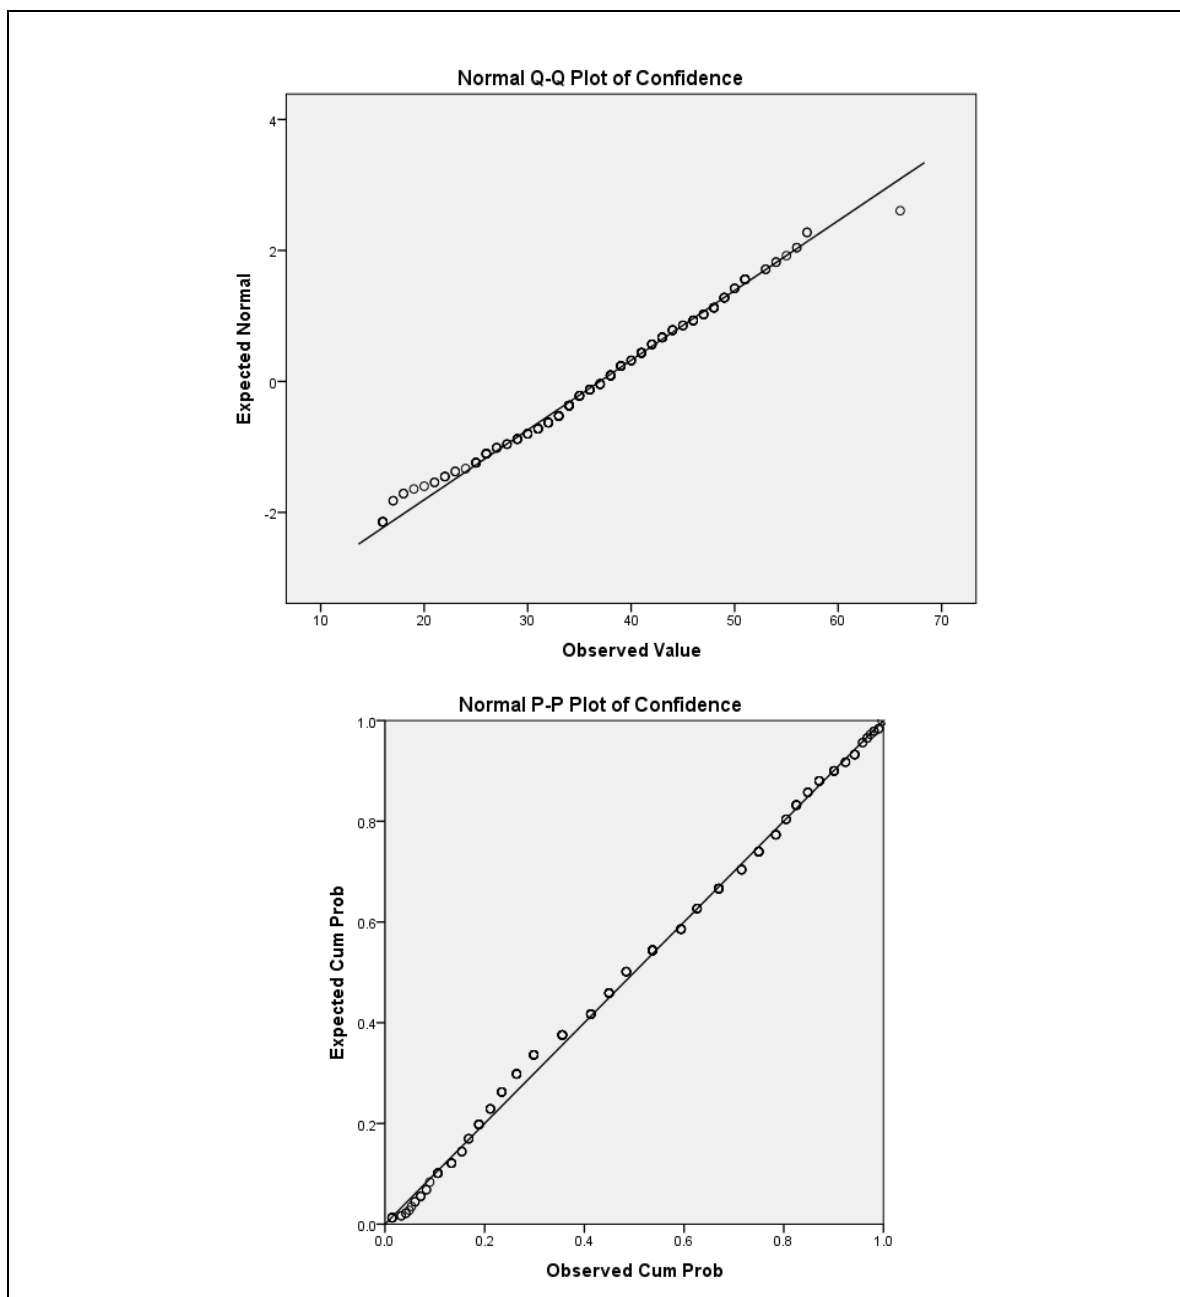 Normal Q-Q Plot of Confidence
4
2
0
-2
Expected Normal
10 20 30 40 50 60 70
Observed Value
Normal P-P Plot of Confidence
1.0
0.8
0.6
0.4
0.2
0.0
Expected Cum Prob
0.0 0.2 0.4 0.6 0.8 1.0
Observed Cum Prob